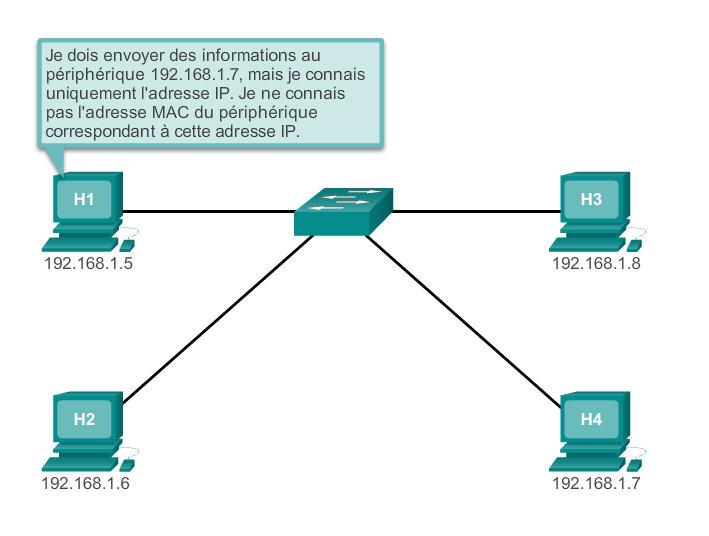 Je dois envoyer des informations au
périphérique 192.168.1.7, mais je connais
uniquement l'adresse IP. Je ne connais
pas l'adresse MAC du périphérique
correspondant à cette adresse IP.
H1
H3
192.168.1.5
192.168.1.8
H2
H4
192.168.1.6
192.168.1.7